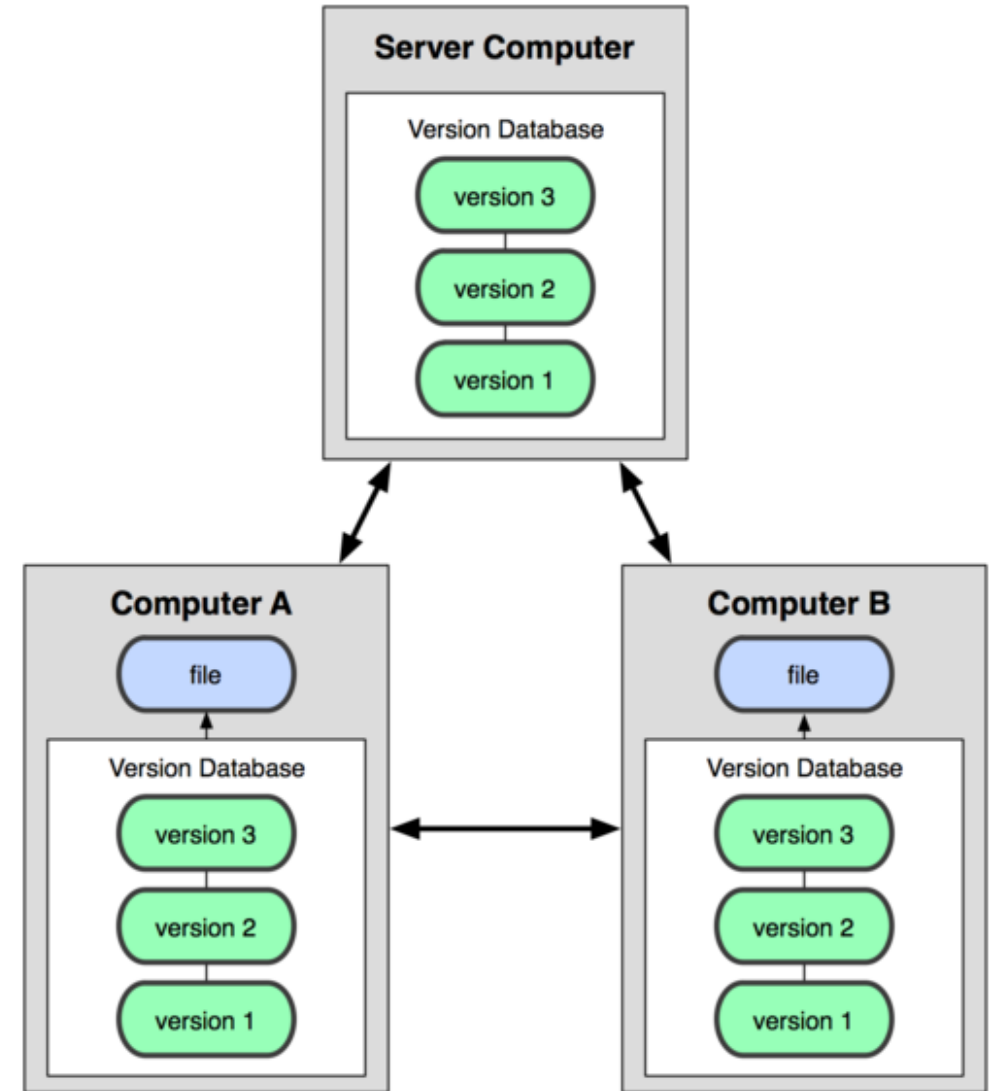 Server Computer
Version Database
version 3
version 2
version 1
Computer A
file
Version Database
version 3
version 2
version 1
Computer B
file
Version Database
version 3
version 2
version 1